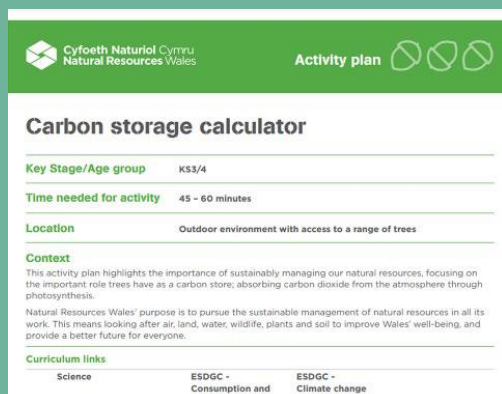 Cyfoeth Naturiol Cymru
Natural Resources Wales
Activity plan
Carbon storage calculator
Key Stage/Age group KS3/4
Time needed for activity 45 – 60 minutes
Location Outdoor environment with access to a range of trees
Context
This activity plan highlights the importance of sustainably managing our natural resources, focusing on
the important role trees have as a carbon store; absorbing carbon dioxide from the atmosphere through
photosynthesis.
Natural Resources Wales' purpose is to pursue the sustainable management of natural resources in all its
work. This means looking after air, land, water, wildlife, plants and soil to improve Wales' well-being, and
provide a better future for everyone.
Curriculum links
Science ESDGC - ESDGC -
Consumption and Climate change